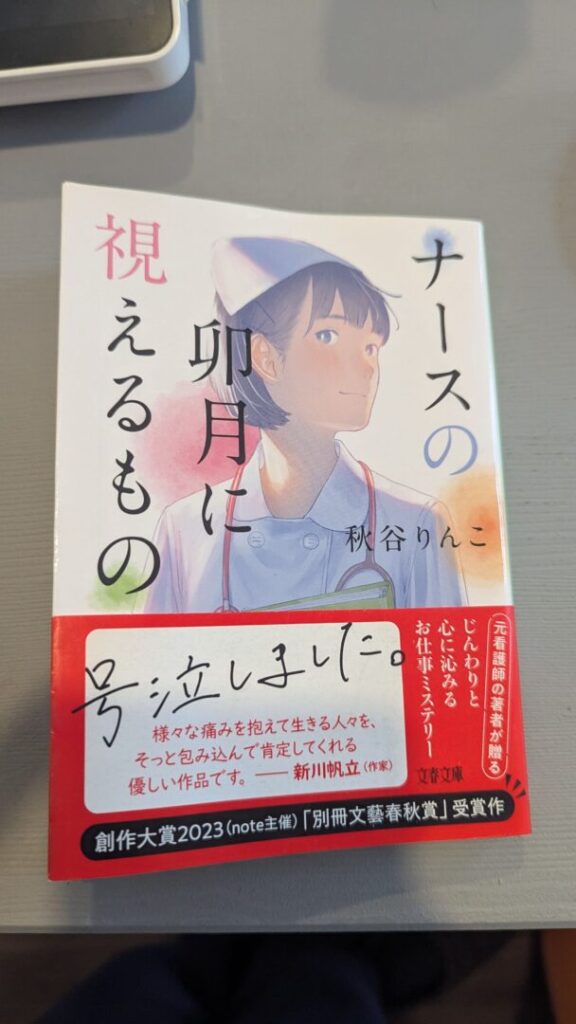 ナースの
卯月に
視えるもの
秋谷りんこ
元看護師の著者が贈る
じんわりと
心に沁みる
お仕事ミステリー
文春文庫
号泣しました。
様々な痛みを抱えて生きる人々を、
そっと包み込んで肯定してくれる
優しい作品です。―― 新川帆立(作家)
創作大賞2023(note主催)「別冊文藝春秋賞」受賞作